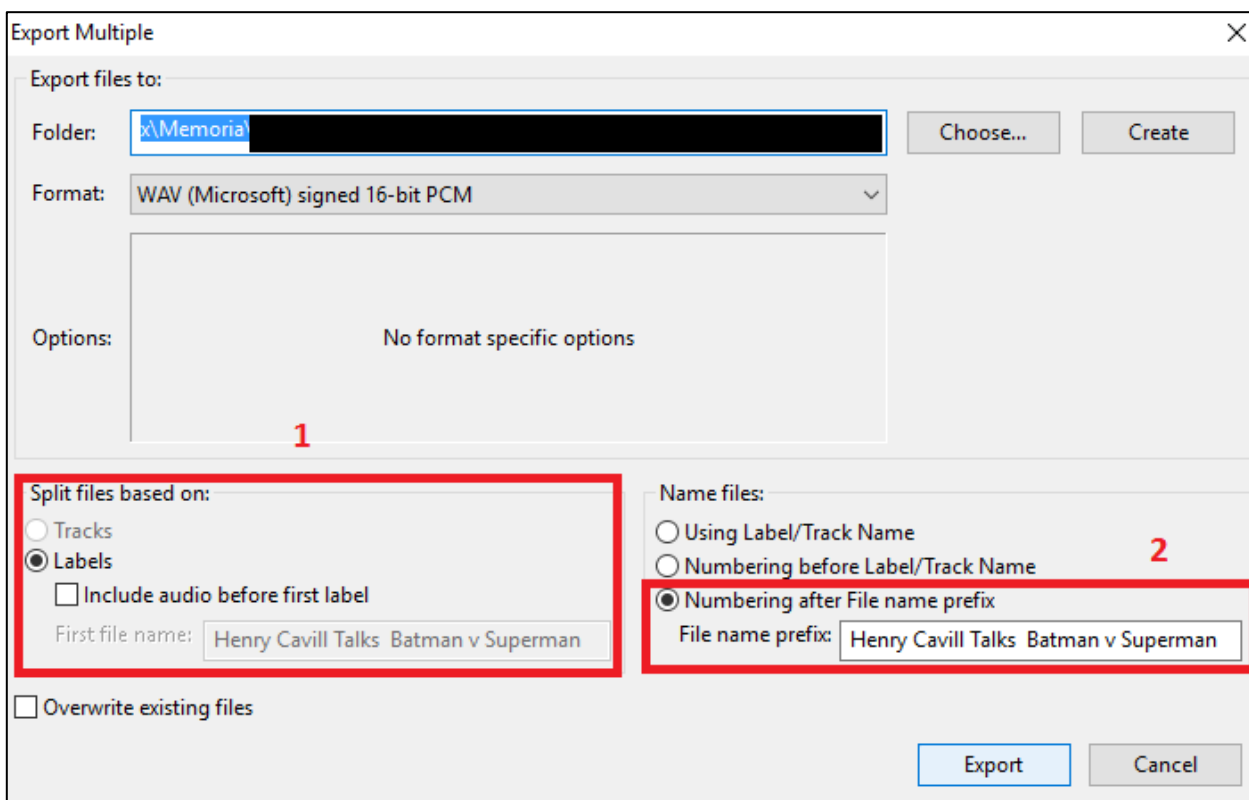 Export Multiple
Export files to:
Folder: x\Memoria\ Choose... Create
Format: WAV (Microsoft) signed 16-bit PCM
Options: No format specific options
1
Split files based on:
Tracks
Labels
Include audio before first label
First file name: Henry Cavill Talks  Batman v Superman
Name files:
Using Label/Track Name
Numbering before Label/Track Name
2
Numbering after File name prefix
File name prefix: Henry Cavill Talks  Batman v Superman
Overwrite existing files
Export Cancel